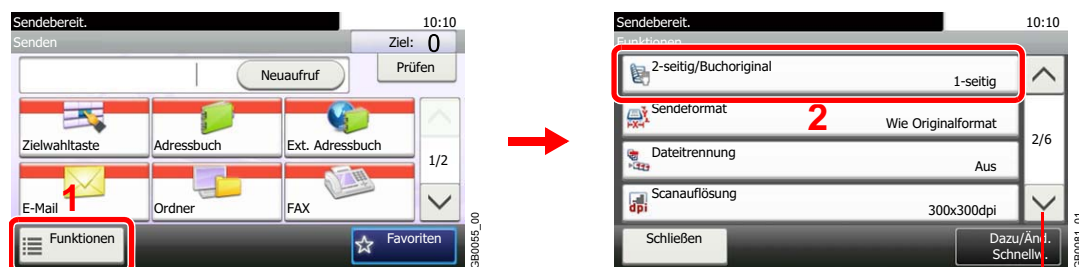 Sendebereit. 10:10
Senden Ziel: 0
Neuaufruf Prüfen
Zielwahltaste Adressbuch Ext. Adressbuch
1/2
1
E-Mail Ordner FAX
Funktionen Favoriten
GB0055_00
Sendebereit. 10:10
Funktionen
2-seitig/Buchoriginal
1-seitig
Sendeformat
2
Wie Originalformat
2/6
Dateitrennung
Aus
Scanauflösung
dpi
300x300dpi
Schließen Dazu/Änd.
Schnellw.
GB0081_01